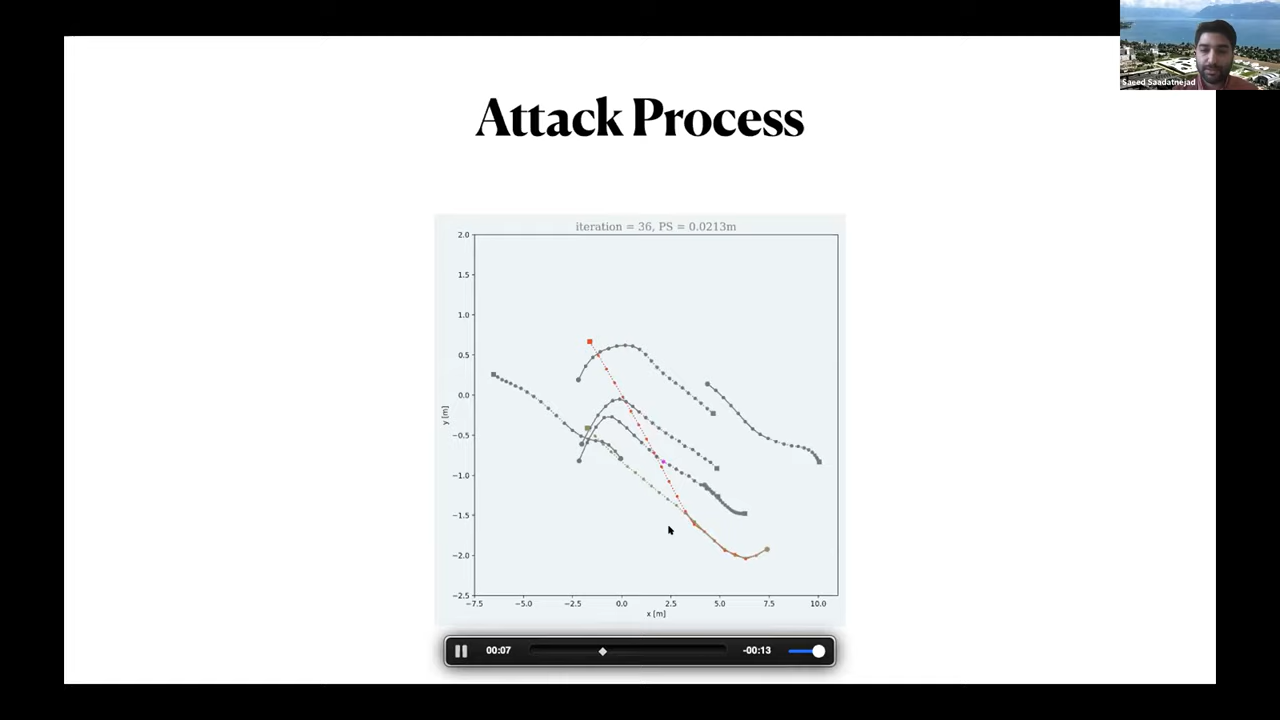 Saeed Saadatnejad
Attack Process
iteration = 36, PS = 0.0213m
2.0
1.5
1.0
0.5
0.0
−0.5
−1.0
−1.5
−2.0
−2.5
y [m]
−7.5 −5.0 −2.5 0.0 2.5 5.0 7.5 10.0
x [m]
00:07 -00:13